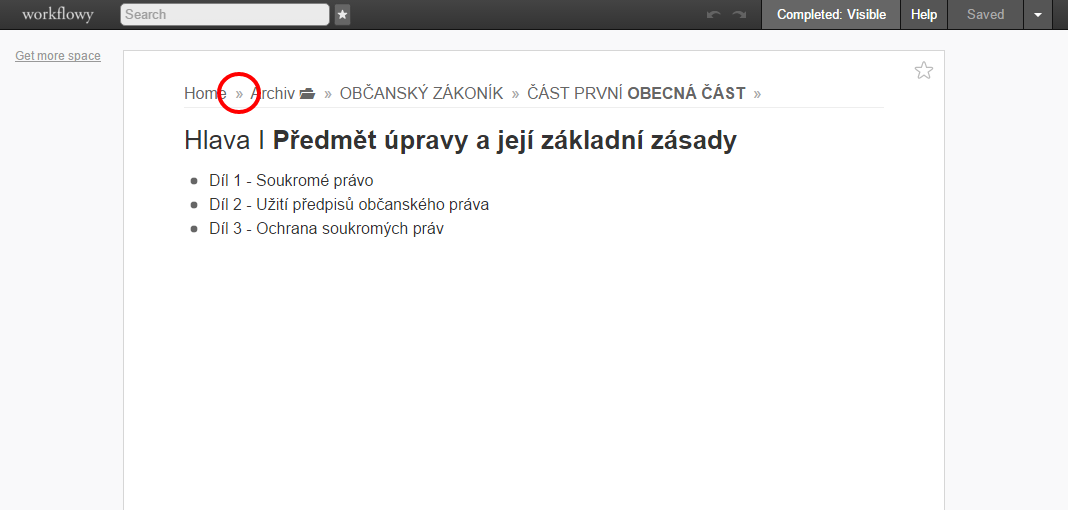 workflowy Search Completed: Visible Help Saved
Get more space
Home » Archiv » OBČANSKÝ ZÁKONÍK » ČÁST PRVNÍ OBECNÁ ČÁST »
Hlava I Předmět úpravy a její základní zásady
Díl 1 - Soukromé právo
Díl 2 - Užití předpisů občanského práva
Díl 3 - Ochrana soukromých práv